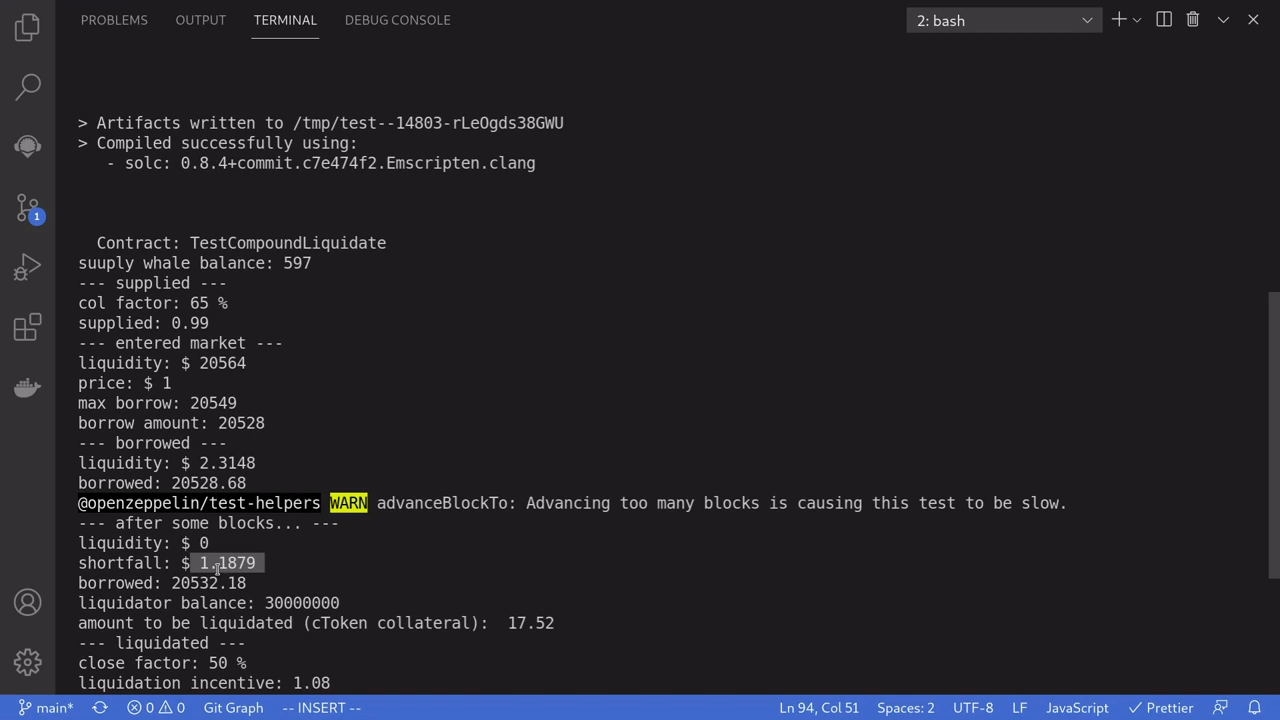 PROBLEMS OUTPUT TERMINAL DEBUG CONSOLE 2: bash
> Artifacts written to /tmp/test--14803-rLeOgds38GWU
> Compiled successfully using:
- solc: 0.8.4+commit.c7e474f2.Emscripten.clang
Contract: TestCompoundLiquidate
suuply whale balance: 597
--- supplied ---
col factor: 65 %
supplied: 0.99
--- entered market ---
liquidity: $ 20564
price: $ 1
max borrow: 20549
borrow amount: 20528
--- borrowed ---
liquidity: $ 2.3148
borrowed: 20528.68
@openzeppelin/test-helpers WARN advanceBlockTo: Advancing too many blocks is causing this test to be slow.
--- after some blocks... ---
liquidity: $ 0
shortfall: $ 1.1879
borrowed: 20532.18
liquidator balance: 30000000
amount to be liquidated (cToken collateral):  17.52
--- liquidated ---
close factor: 50 %
liquidation incentive: 1.08
1
main* 0 0 Git Graph -- INSERT -- Ln 94, Col 51 Spaces: 2 UTF-8 LF JavaScript Prettier